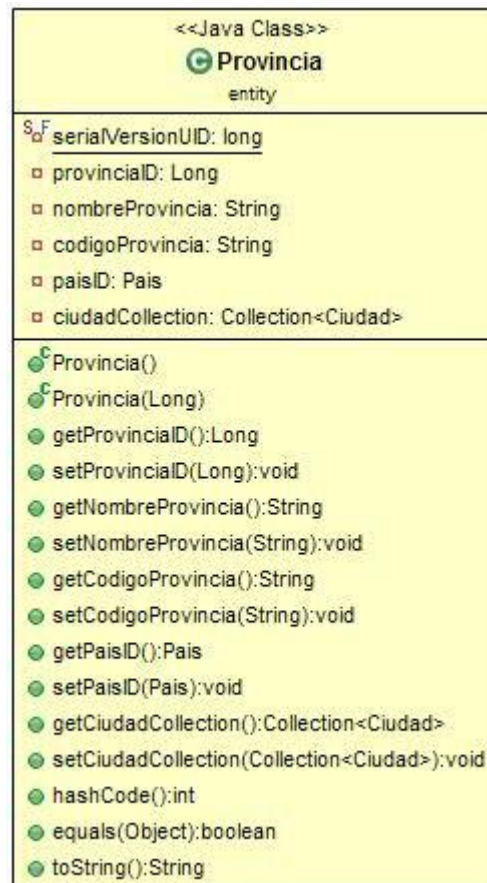 <<Java Class>>
C Provincia
entity
S F serialVersionUID: long
provinciaID: Long
nombreProvincia: String
codigoProvincia: String
paisID: Pais
ciudadCollection: Collection<Ciudad>
C Provincia()
C Provincia(Long)
getProvinciaID():Long
setProvinciaID(Long):void
getNombreProvincia():String
setNombreProvincia(String):void
getCodigoProvincia():String
setCodigoProvincia(String):void
getPaisID():Pais
setPaisID(Pais):void
getCiudadCollection():Collection<Ciudad>
setCiudadCollection(Collection<Ciudad>):void
hashCode():int
equals(Object):boolean
toString():String